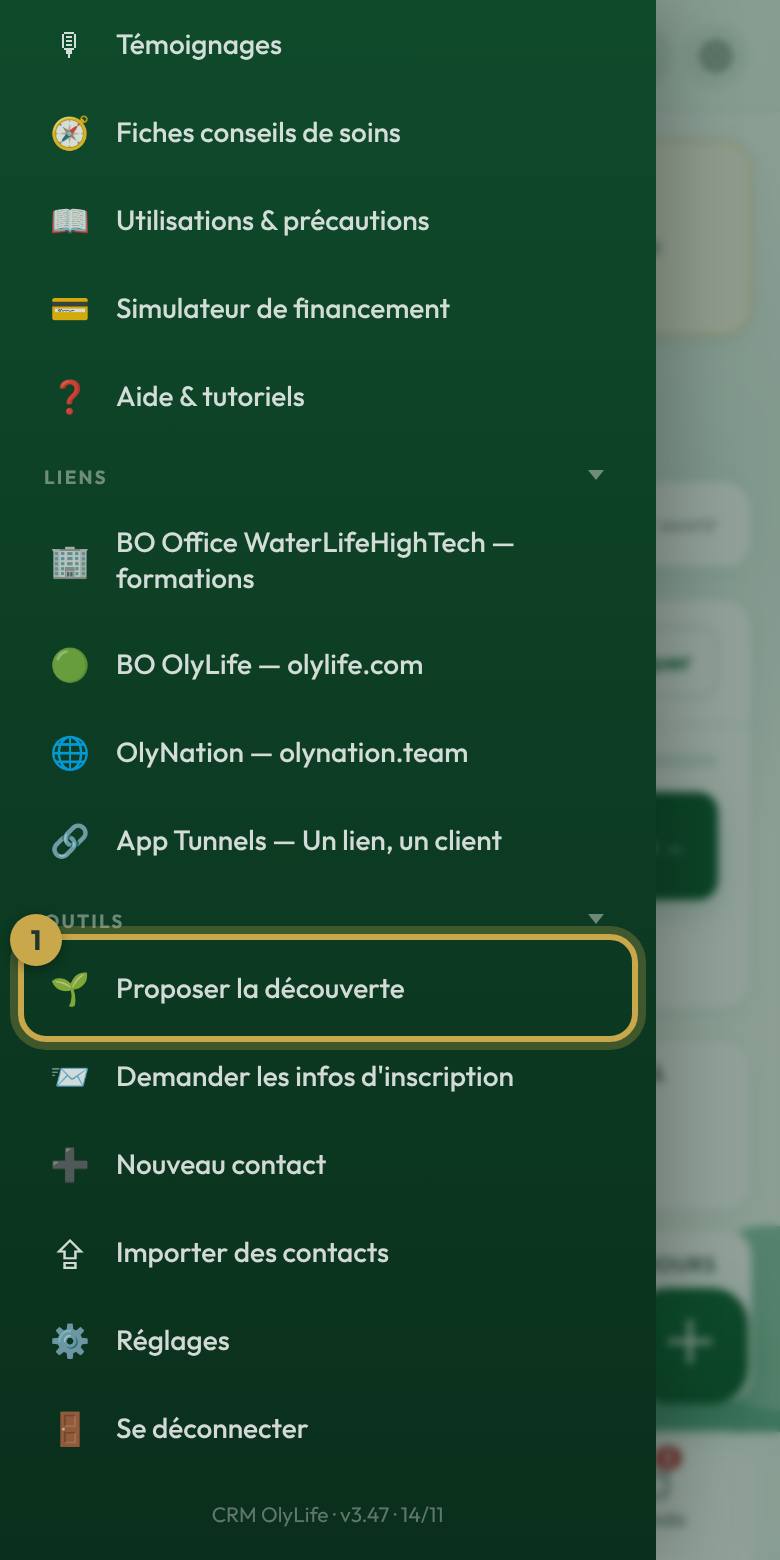 Témoignages
Fiches conseils de soins
Utilisations & précautions
Simulateur de financement
Aide & tutoriels
LIENS
BO Office WaterLifeHighTech —
formations
BO OlyLife — olylife.com
OlyNation — olynation.team
App Tunnels — Un lien, un client
OUTILS
1
Proposer la découverte
Demander les infos d'inscription
Nouveau contact
Importer des contacts
Réglages
Se déconnecter
CRM OlyLife · v3.47 · 14/11